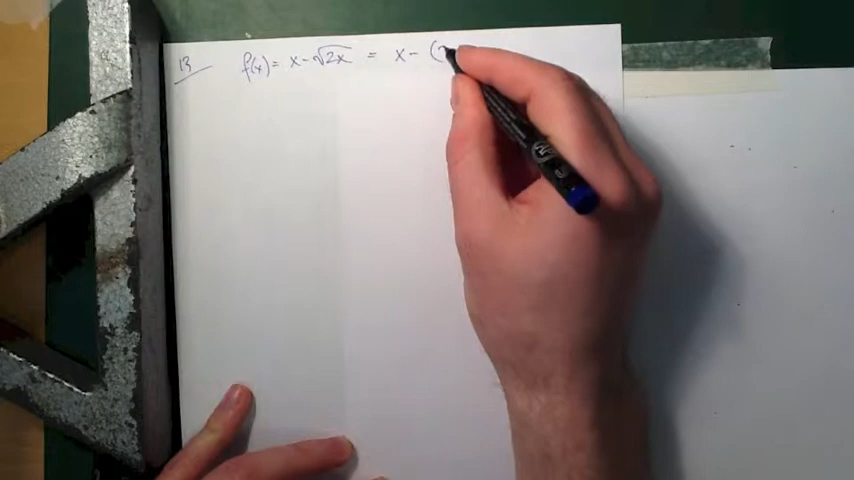 13 f(x) = x - √2x = x - (